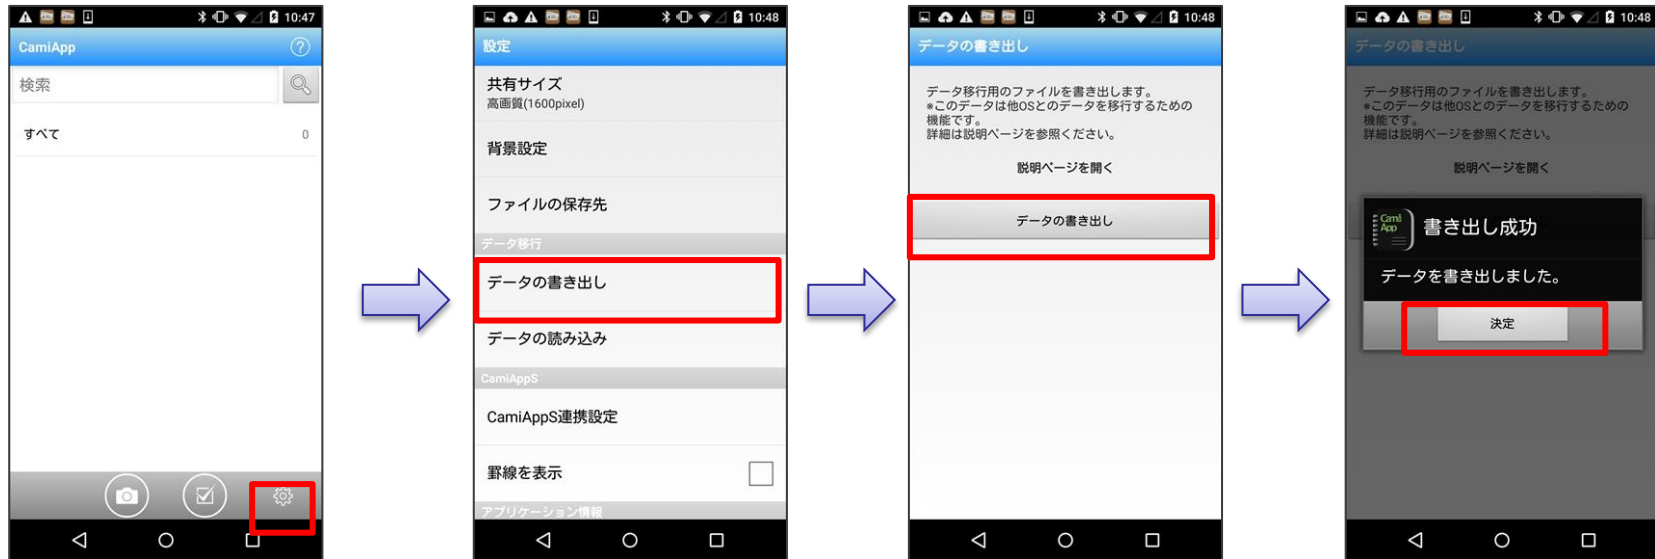 10:47
CamiApp
検索
すべて
0
10:48
設定
共有サイズ
高画質(1600pixel)
背景設定
ファイルの保存先
データ移行
データの書き出し
データの読み込み
CamiAppS
CamiAppS連携設定
罫線を表示
アプリケーション情報
10:48
データの書き出し
データ移行用のファイルを書き出します。
*このデータは他OSとのデータを移行するための
機能です。
詳細は説明ページを参照ください。
説明ページを開く
データの書き出し
10:48
データの書き出し
データ移行用のファイルを書き出します。
*このデータは他OSとのデータを移行するための
機能です。
詳細は説明ページを参照ください。
説明ページを開く
Cami
App
書き出し成功
データを書き出しました。
決定